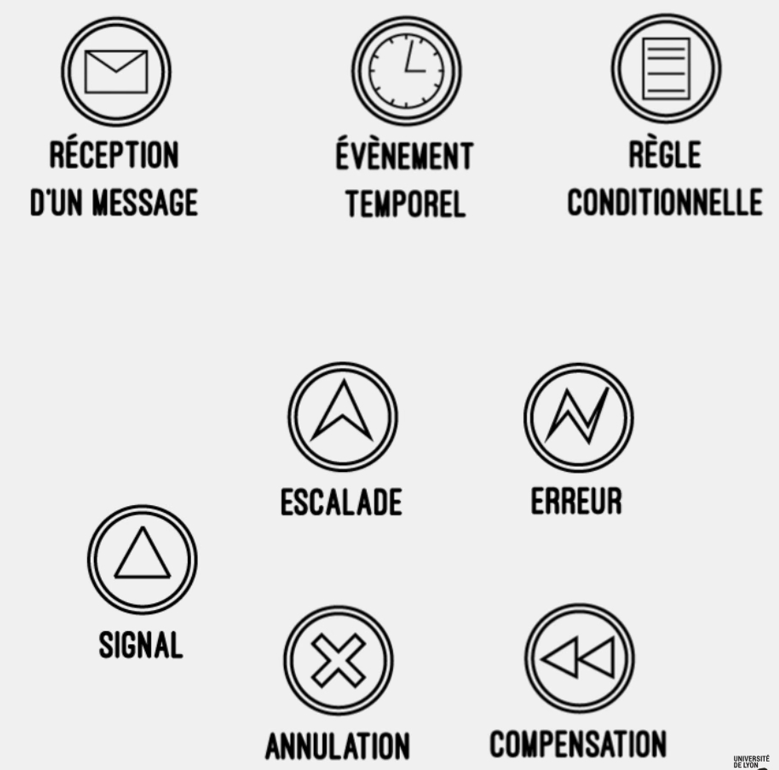 RÉCEPTION
D'UN MESSAGE
ÉVÈNEMENT
TEMPOREL
RÈGLE
CONDITIONNELLE
ESCALADE
ERREUR
SIGNAL
ANNULATION
COMPENSATION
UNIVERSITÉ
DE LYON